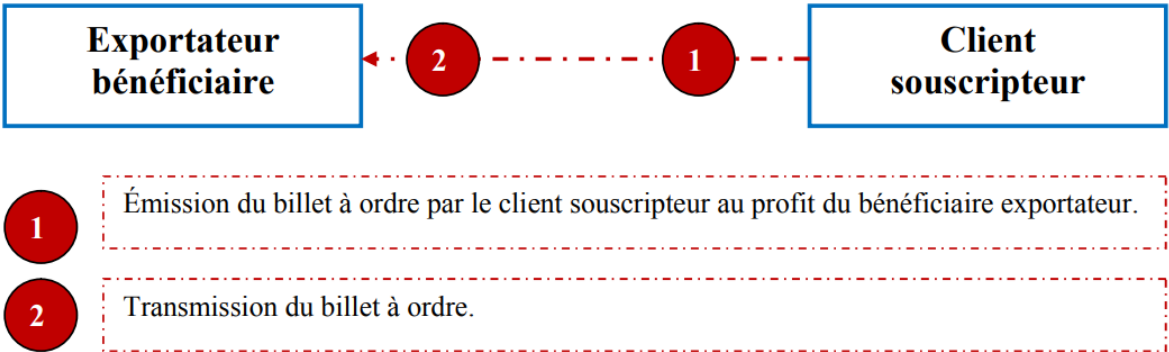 Exportateur
bénéficiaire
2
1
Client
souscripteur
1
Émission du billet à ordre par le client souscripteur au profit du bénéficiaire exportateur.
2
Transmission du billet à ordre.